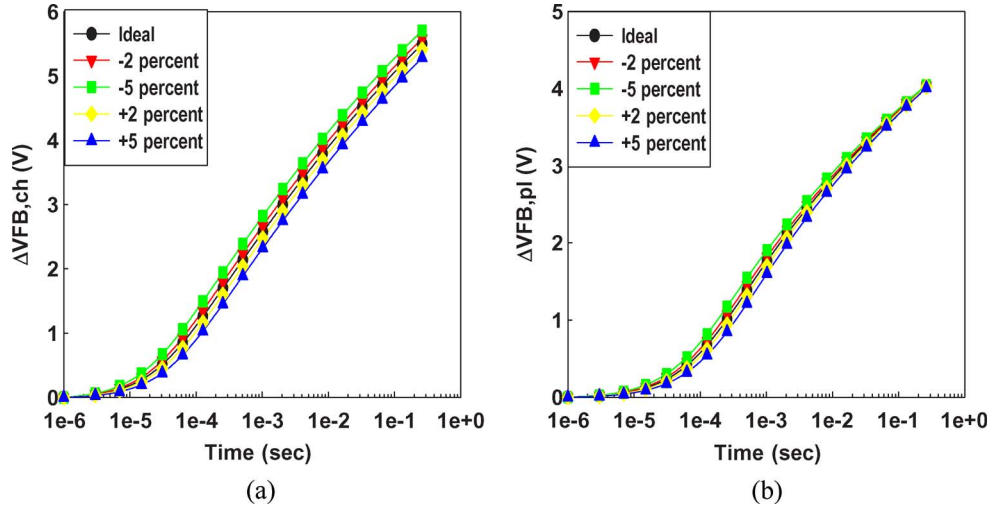 6
5
4
3
2
1
0
ΔVFB,ch (V)
Ideal
-2 percent
-5 percent
+2 percent
+5 percent
1e-6 1e-5 1e-4 1e-3 1e-2 1e-1 1e+0
Time (sec)
(a)
5
4
3
2
1
0
ΔVFB,pl (V)
Ideal
-2 percent
-5 percent
+2 percent
+5 percent
1e-6 1e-5 1e-4 1e-3 1e-2 1e-1 1e+0
Time (sec)
(b)